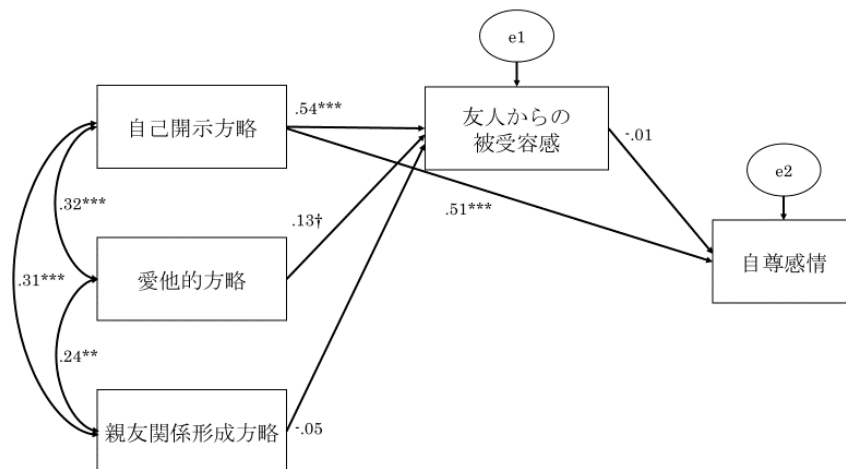 e1
.54***
自己開示方略
友人からの
被受容感
-.01
e2
.32***
.51***
.13†
.31***
愛他的方略
自尊感情
.24**
親友関係形成方略
-.05